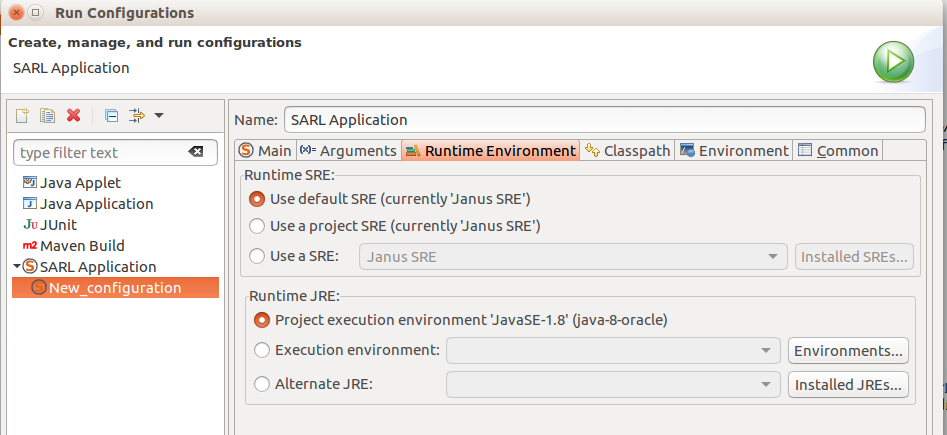 Run Configurations
Create, manage, and run configurations
SARL Application
type filter text
Java Applet
Java Application
Ju JUnit
m2 Maven Build
S SARL Application
S New_configuration
Name: SARL Application
S Main (x)= Arguments Runtime Environment Classpath Environment Common
Runtime SRE:
Use default SRE (currently 'Janus SRE')
Use a project SRE (currently 'Janus SRE')
Use a SRE: Janus SRE Installed SREs...
Runtime JRE:
Project execution environment 'JavaSE-1.8' (java-8-oracle)
Execution environment: Environments...
Alternate JRE: Installed JREs...